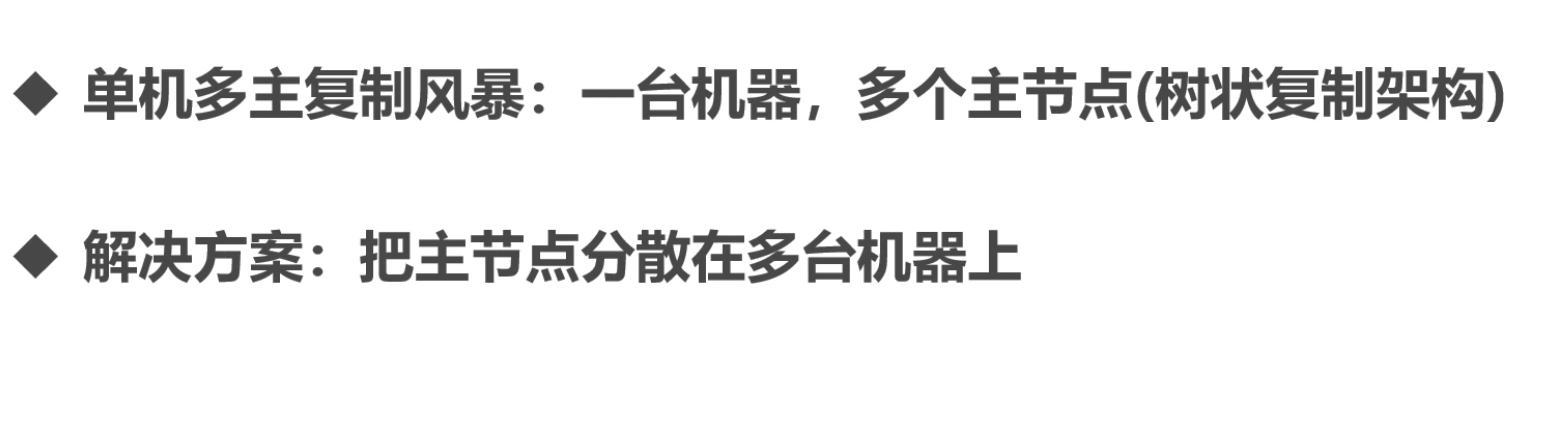 ◆ 单机多主复制风暴：一台机器，多个主节点(树状复制架构)
◆ 解决方案：把主节点分散在多台机器上